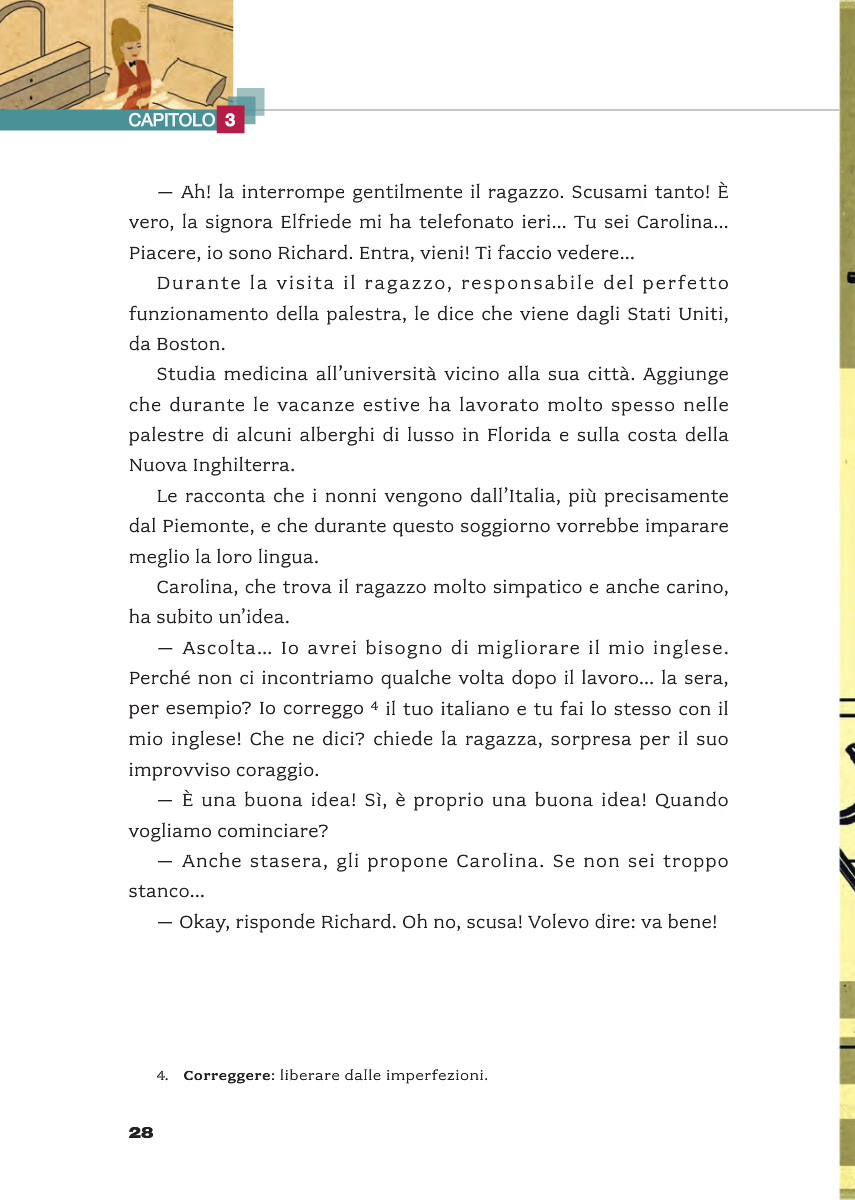 CAPITOLO 3
— Ah! la interrompe gentilmente il ragazzo. Scusami tanto! È
vero, la signora Elfriede mi ha telefonato ieri... Tu sei Carolina...
Piacere, io sono Richard. Entra, vieni! Ti faccio vedere...
Durante la visita il ragazzo, responsabile del perfetto
funzionamento della palestra, le dice che viene dagli Stati Uniti,
da Boston.
Studia medicina all’università vicino alla sua città. Aggiunge
che durante le vacanze estive ha lavorato molto spesso nelle
palestre di alcuni alberghi di lusso in Florida e sulla costa della
Nuova Inghilterra.
Le racconta che i nonni vengono dall’Italia, più precisamente
dal Piemonte, e che durante questo soggiorno vorrebbe imparare
meglio la loro lingua.
Carolina, che trova il ragazzo molto simpatico e anche carino,
ha subito un’idea.
— Ascolta... Io avrei bisogno di migliorare il mio inglese.
Perché non ci incontriamo qualche volta dopo il lavoro... la sera,
per esempio? Io correggo 4 il tuo italiano e tu fai lo stesso con il
mio inglese! Che ne dici? chiede la ragazza, sorpresa per il suo
improvviso coraggio.
— È una buona idea! Sì, è proprio una buona idea! Quando
vogliamo cominciare?
— Anche stasera, gli propone Carolina. Se non sei troppo
stanco...
— Okay, risponde Richard. Oh no, scusa! Volevo dire: va bene!
4. Correggere: liberare dalle imperfezioni.
28